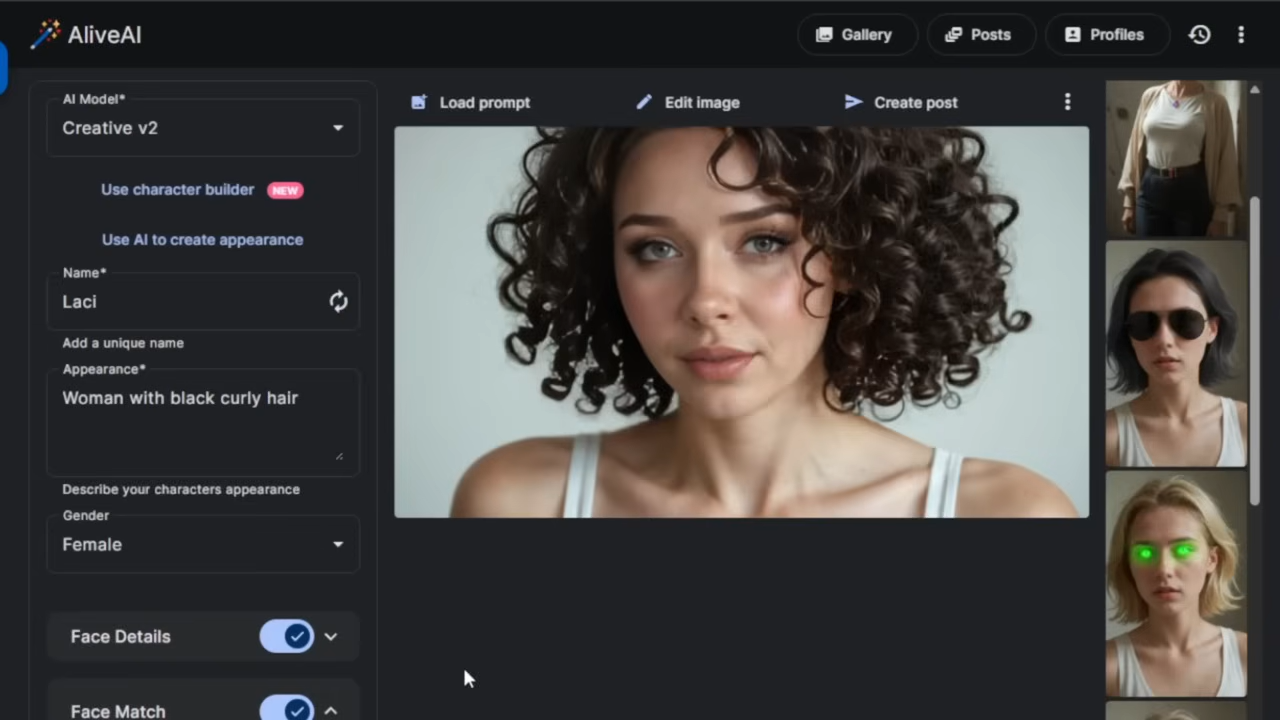 AliveAI
Gallery
Posts
Profiles
AI Model*
Creative v2
Use character builder NEW
Use AI to create appearance
Name*
Laci
Add a unique name
Appearance*
Woman with black curly hair
Describe your characters appearance
Gender
Female
Face Details
Face Match
Load prompt
Edit image
Create post